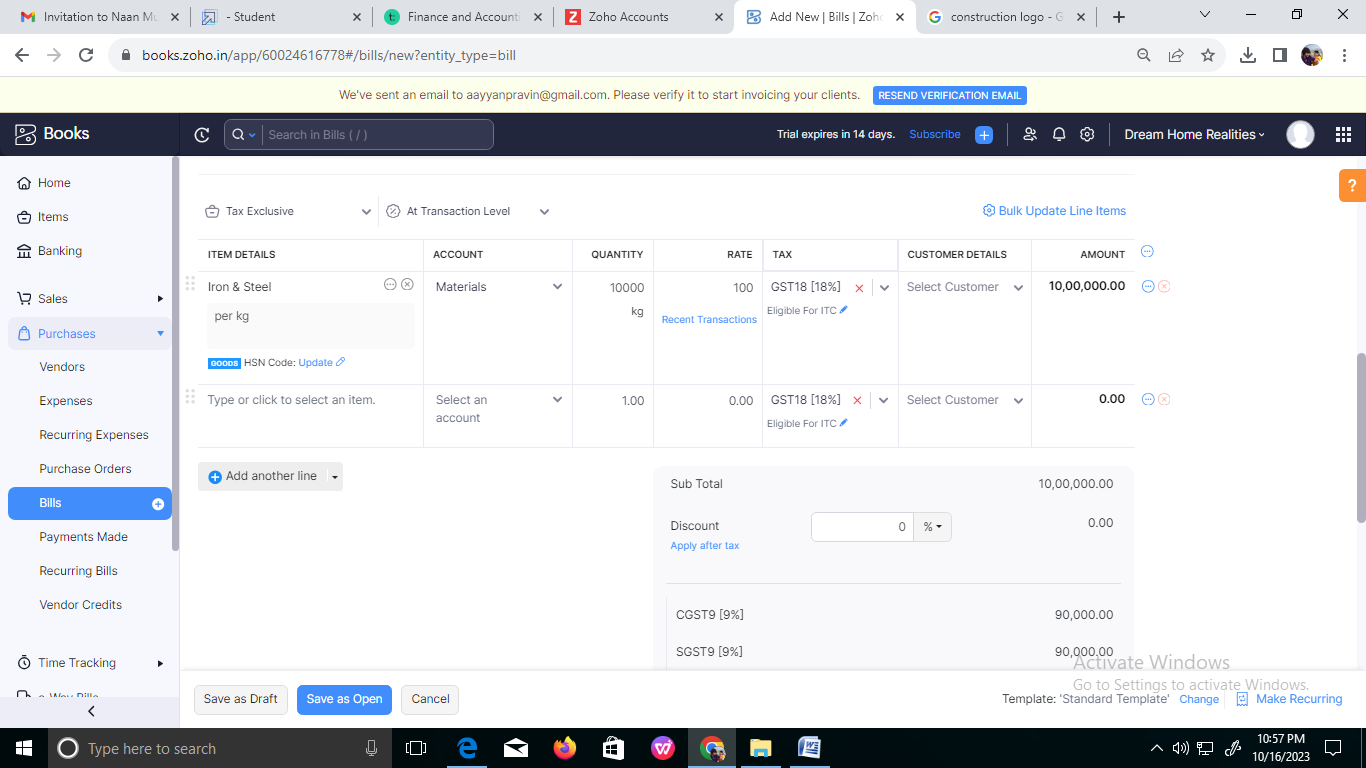 Invitation to Naan Mu
- Student
Finance and Account
Zoho Accounts
Add New | Bills | Zoho
construction logo - G
books.zoho.in/app/60024616778#/bills/new?entity_type=bill
We've sent an email to aayyanpravin@gmail.com. Please verify it to start invoicing your clients. RESEND VERIFICATION EMAIL
Books
Search in Bills ( / )
Trial expires in 14 days. Subscribe
Dream Home Realities
Home
Items
Banking
Sales
Purchases
Vendors
Expenses
Recurring Expenses
Purchase Orders
Bills
Payments Made
Recurring Bills
Vendor Credits
Time Tracking
e-Way Bills
?
Tax Exclusive
At Transaction Level
Bulk Update Line Items
ITEM DETAILS ACCOUNT QUANTITY RATE TAX CUSTOMER DETAILS AMOUNT
Iron & Steel Materials 10000 100 GST18 [18%] Select Customer 10,00,000.00
per kg kg Recent Transactions Eligible For ITC
GOODS HSN Code: Update
Type or click to select an item. Select an account 1.00 0.00 GST18 [18%] Select Customer 0.00
Eligible For ITC
Add another line
Sub Total 10,00,000.00
Discount 0 % 0.00
Apply after tax
CGST9 [9%] 90,000.00
SGST9 [9%] 90,000.00
Activate Windows
Go to Settings to activate Windows.
Save as Draft Save as Open Cancel
Template: 'Standard Template' Change Make Recurring
Type here to search
10:57 PM
10/16/2023